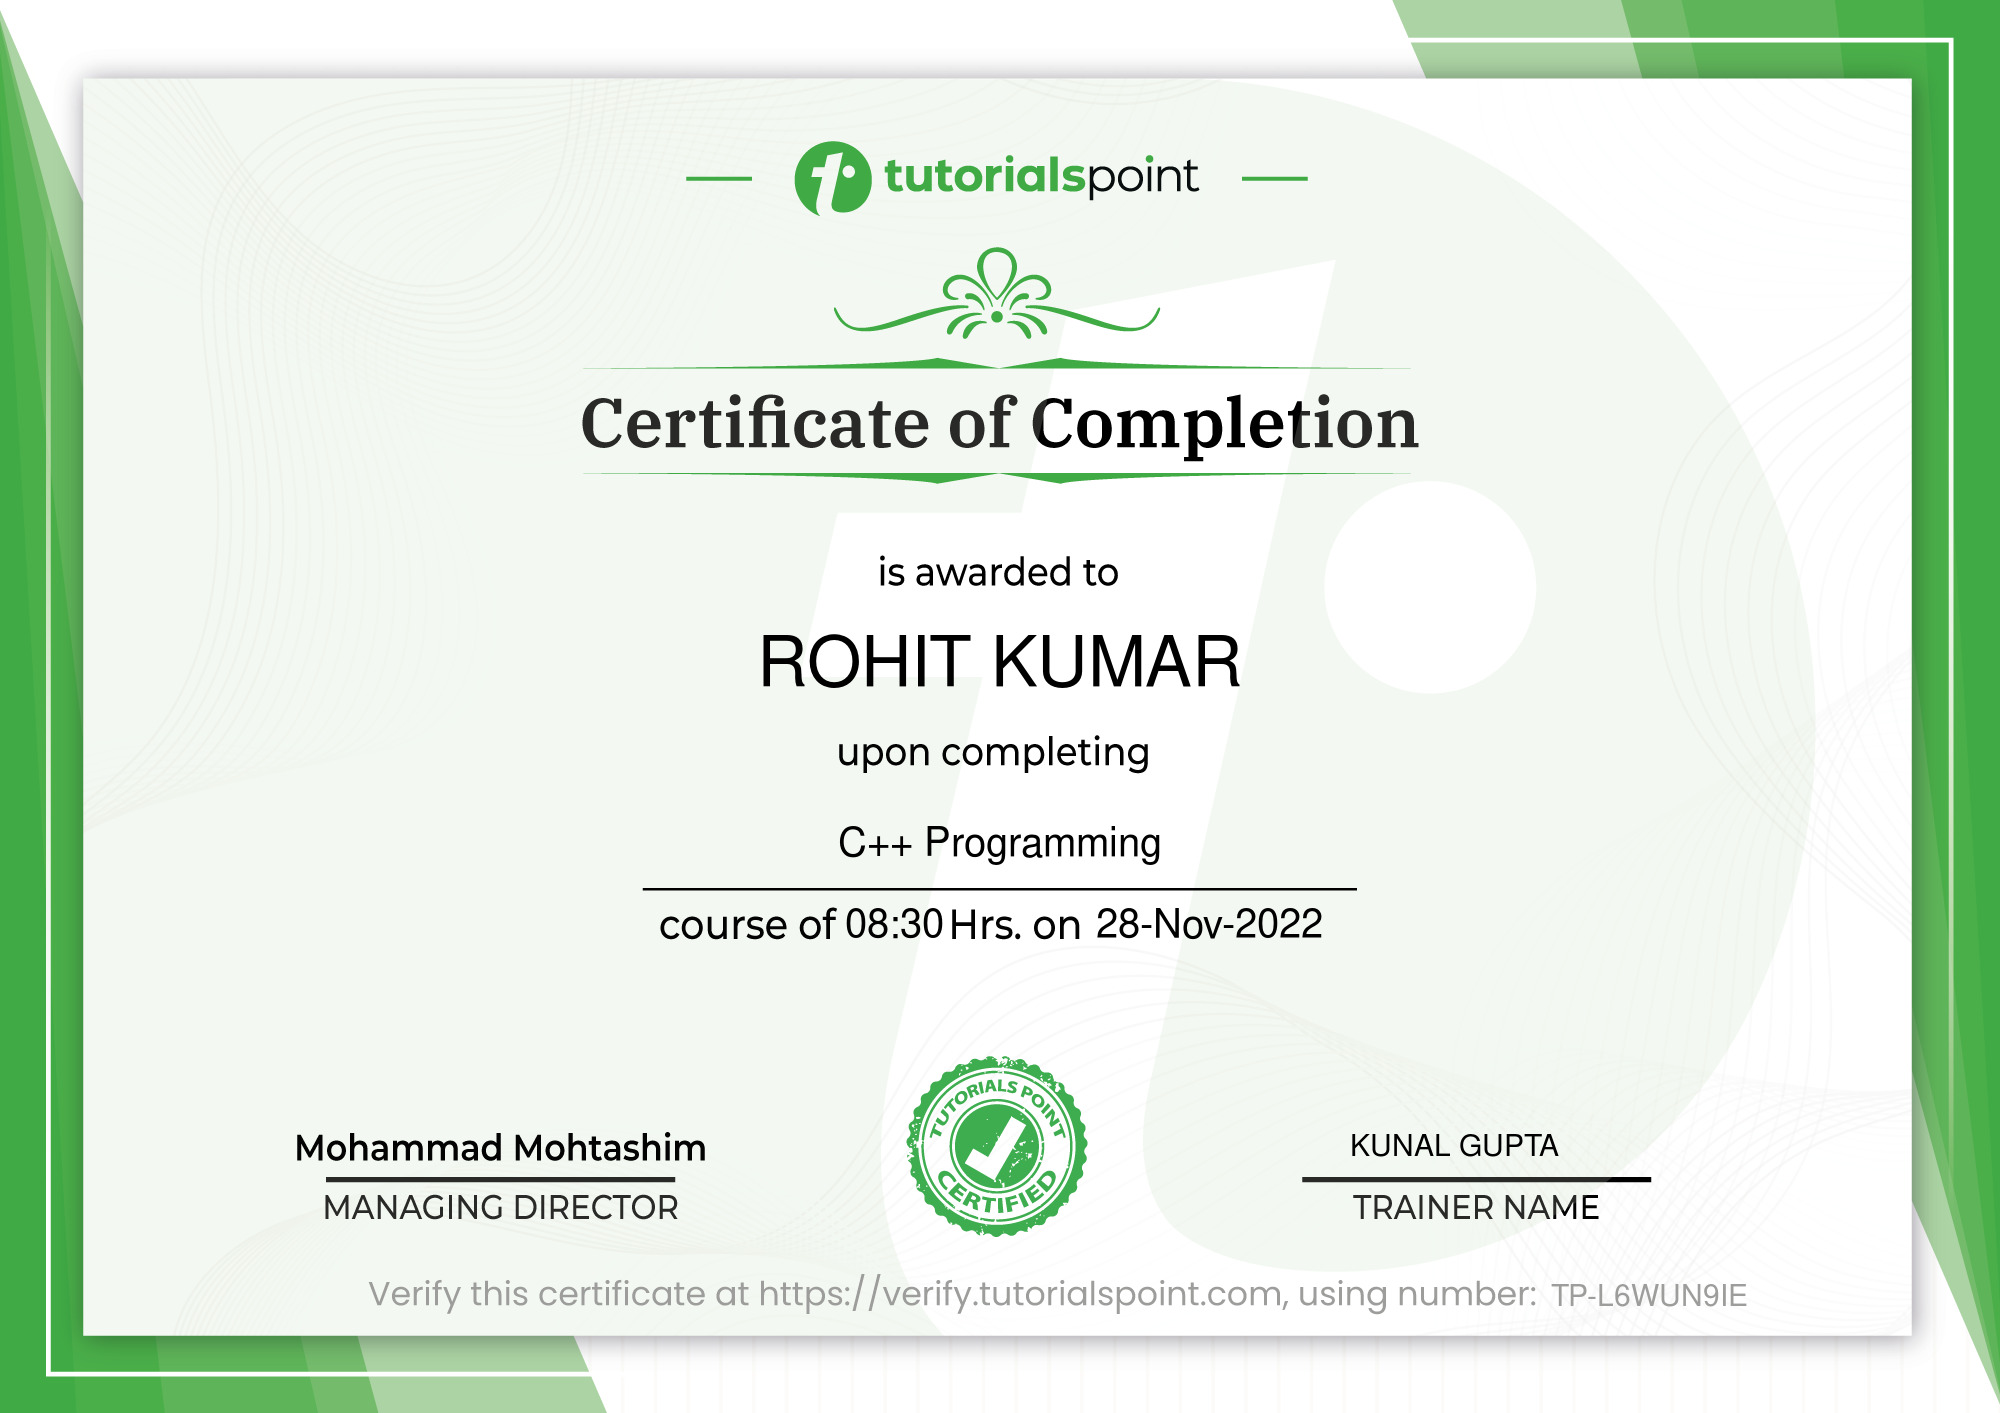 tutorialspoint
Certificate of Completion
is awarded to
ROHIT KUMAR
upon completing
C++ Programming
course of 08:30 Hrs. on 28-Nov-2022
TUTORIALS POINT
CERTIFIED
Mohammad Mohtashim
MANAGING DIRECTOR
KUNAL GUPTA
TRAINER NAME
Verify this certificate at https://verify.tutorialspoint.com, using number: TP-L6WUN9IE